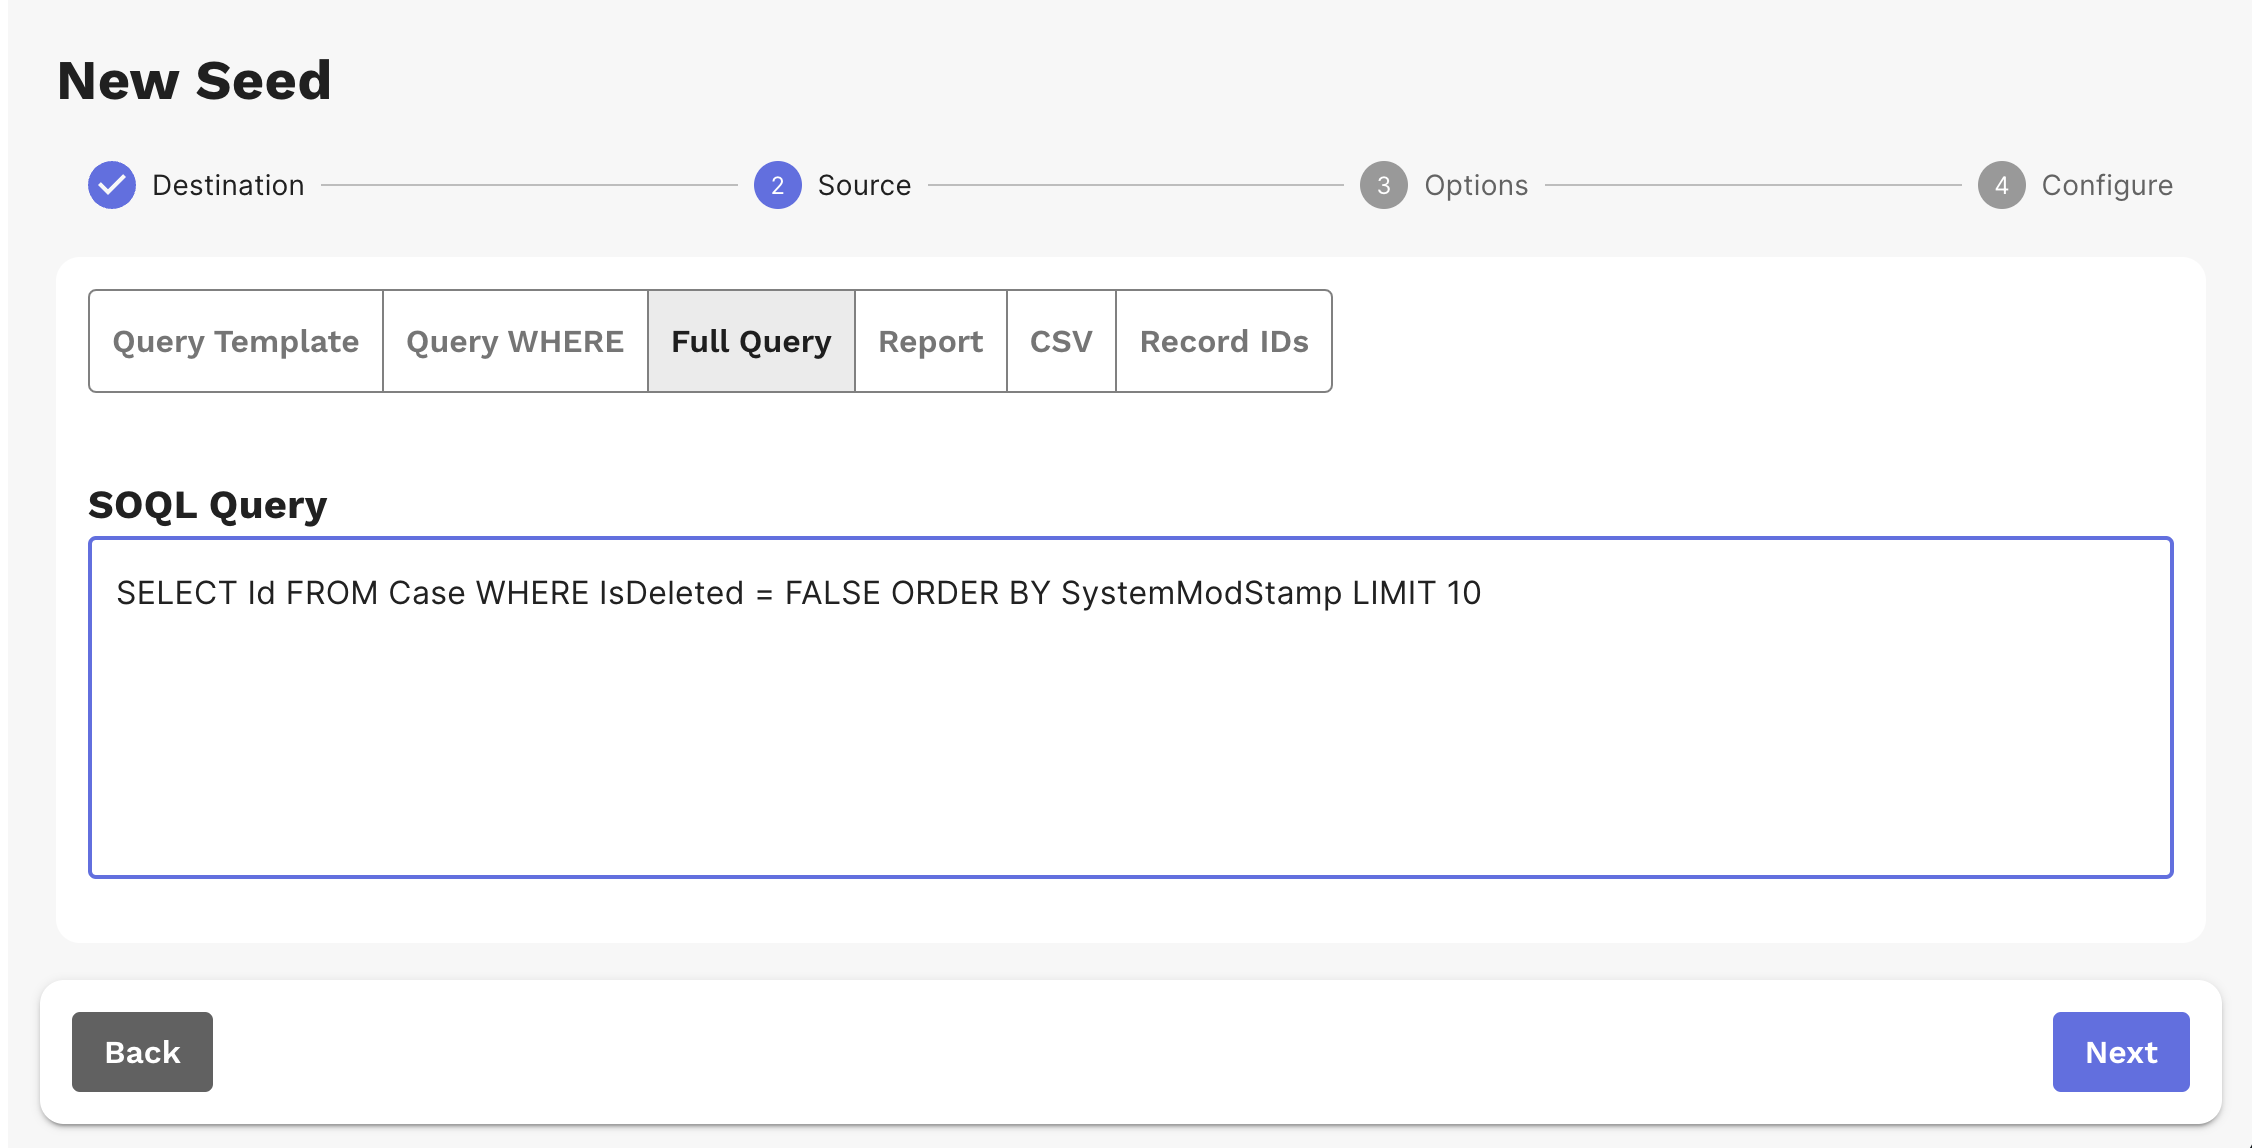 New Seed
Destination 2 Source 3 Options 4 Configure
Query Template Query WHERE Full Query Report CSV Record IDs
SOQL Query
SELECT Id FROM Case WHERE IsDeleted = FALSE ORDER BY SystemModStamp LIMIT 10
Back Next